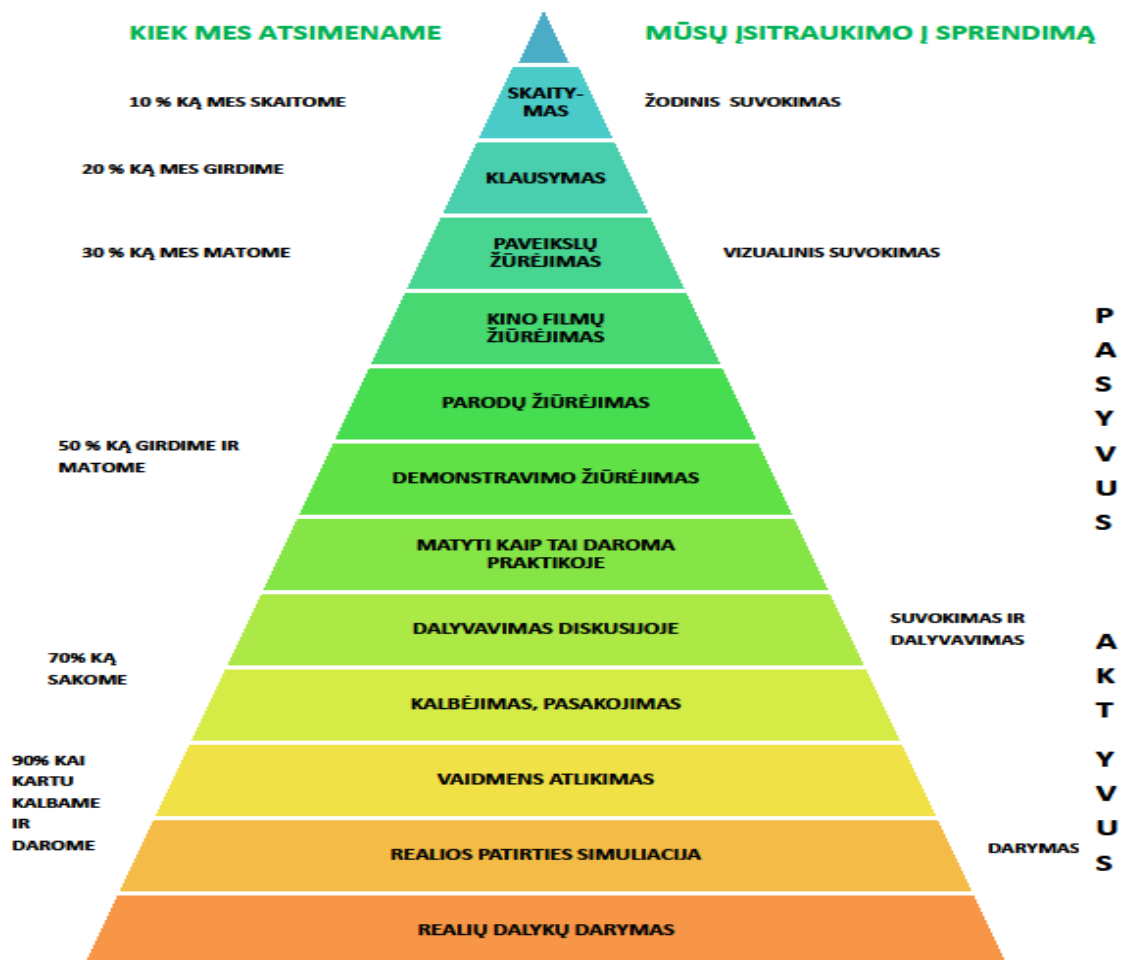 KIEK MES ATSIMENAME
MŪSŲ ĮSITRAUKIMO Į SPRENDIMĄ
10 % KĄ MES SKAITOME
SKAITY-
MAS
ŽODINIS SUVOKIMAS
20 % KĄ MES GIRDIME
KLAUSYMAS
30 % KĄ MES MATOME
PAVEIKSLŲ
ŽŪRĖJIMAS
VIZUALINIS SUVOKIMAS
KINO FILMŲ
ŽIŪRĖJIMAS
PARODŲ ŽIŪRĖJIMAS
50 % KĄ GIRDIME IR
MATOME
DEMONSTRAVIMO ŽIŪRĖJIMAS
MATYTI KAIP TAI DAROMA
PRAKTIKOJE
PASYVUS
DALYVAVIMAS DISKUSIJOJE
SUVOKIMAS IR
DALYVAVIMAS
70% KĄ
SAKOME
KALBĖJIMAS, PASAKOJIMAS
90% KAI
KARTU
KALBAME
IR
DAROME
VAIDMENS ATLIKIMAS
REALIOS PATIRTIES SIMULIACIJA
DARYMAS
AKTYVUS
REALIŲ DALYKŲ DARYMAS